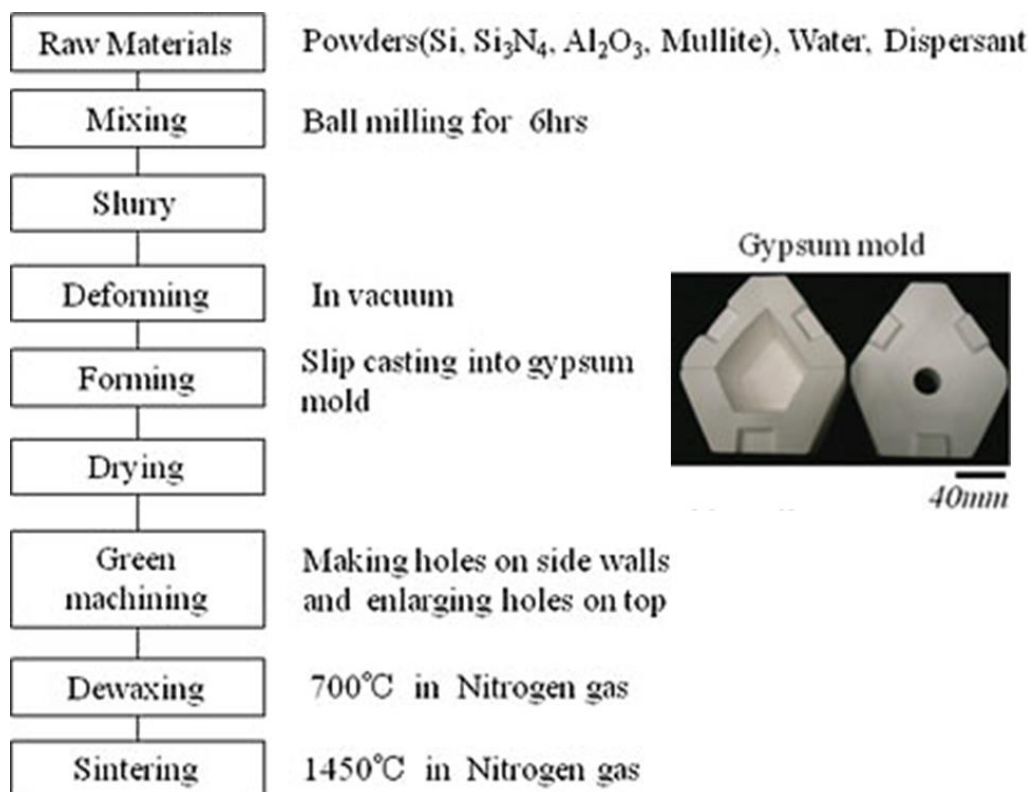 Raw Materials Powders(Si, Si₃N₄, Al₂O₃, Mullite), Water, Dispersant
Mixing Ball milling for 6hrs
Slurry
Gypsum mold
Deforming In vacuum
Forming Slip casting into gypsum
mold
Drying
40mm
Green
machining
Making holes on side walls
and enlarging holes on top
Dewaxing 700℃ in Nitrogen gas
Sintering 1450℃ in Nitrogen gas